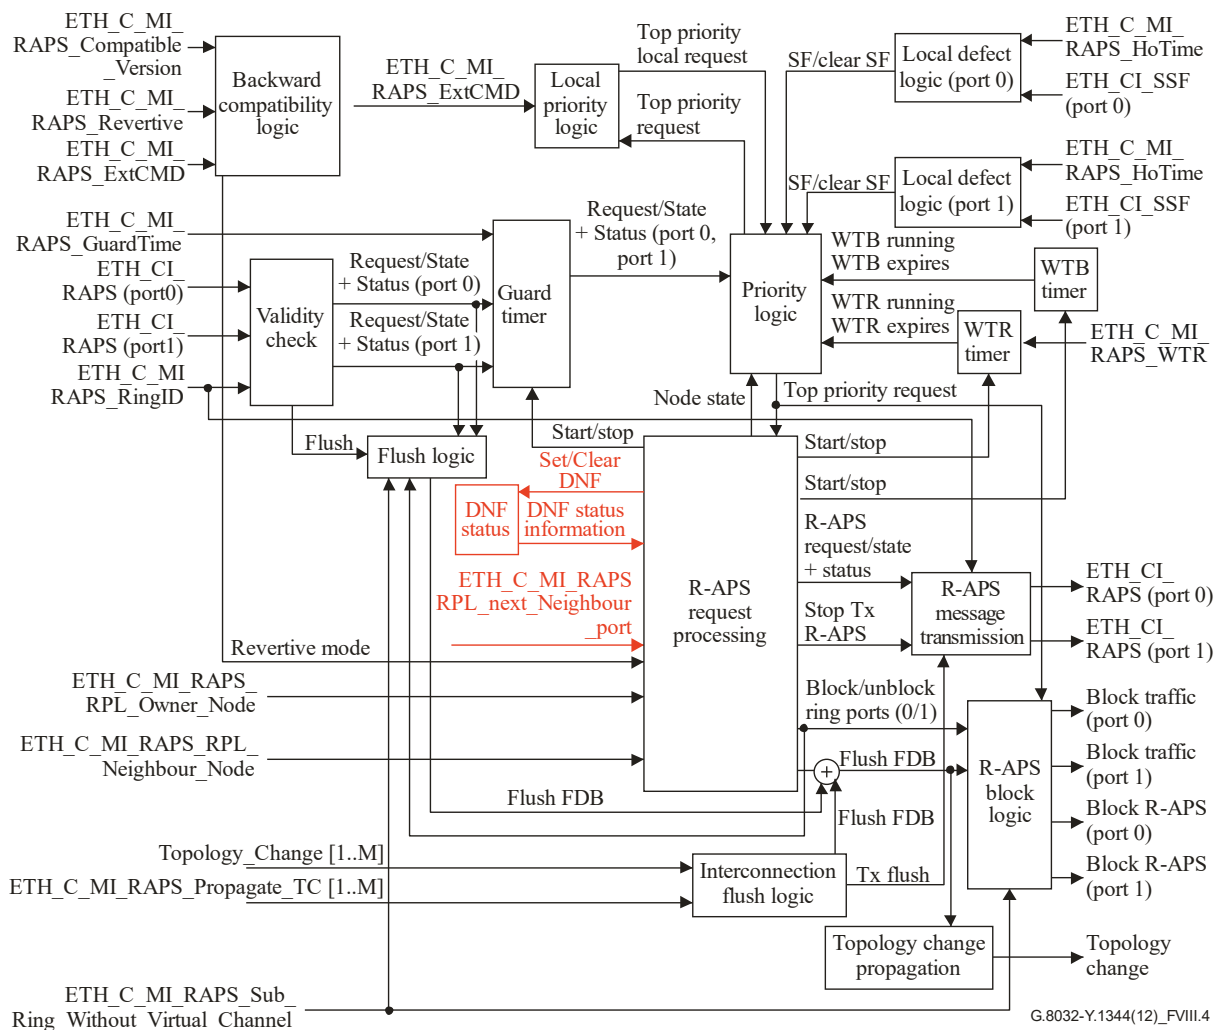 ETH_C_MI_
RAPS_Compatible
_Version
ETH_C_MI_
RAPS_Revertive
ETH_C_MI_
RAPS_ExtCMD
Backward
compatibility
logic
ETH_C_MI_
RAPS_ExtCMD
Local
priority
logic
Top priority
local request
Top priority
request
SF/clear SF
Local defect
logic (port 0)
ETH_C_MI_
RAPS_HoTime
ETH_CI_SSF
(port 0)
SF/clear SF
Local defect
logic (port 1)
ETH_C_MI_
RAPS_HoTime
ETH_CI_SSF
(port 1)
ETH_C_MI_
RAPS_GuardTime
ETH_CI_
RAPS (port0)
ETH_CI_
RAPS (port1)
ETH_C_MI
RAPS_RingID
Validity
check
Request/State
+ Status (port 0)
Request/State
+ Status (port 1)
Guard
timer
Request/State
+ Status (port 0,
port 1)
Priority
logic
WTB running
WTB expires
WTB
timer
WTR running
WTR expires
WTR
timer
ETH_C_MI_
RAPS_WTR
Node state
Top priority request
Flush
Flush logic
Start/stop
Start/stop
Start/stop
Set/Clear
DNF
DNF
status
DNF status
information
ETH_C_MI_RAPS
RPL_next_Neighbour
_port
R-APS
request
processing
R-APS
request/state
+ status
Stop Tx
R-APS
R-APS
message
transmission
ETH_CI_
RAPS (port 0)
ETH_CI_
RAPS (port 1)
Revertive mode
ETH_C_MI_RAPS_
RPL_Owner_Node
ETH_C_MI_RAPS_RPL_
Neighbour_Node
Block/unblock
ring ports (0/1)
+
Flush FDB
Flush FDB
Flush FDB
R-APS
block
logic
Block traffic
(port 0)
Block traffic
(port 1)
Block R-APS
(port 0)
Block R-APS
(port 1)
Topology_Change [1..M]
ETH_C_MI_RAPS_Propagate_TC [1..M]
Interconnection
flush logic
Tx flush
Topology change
propagation
Topology
change
ETH_C_MI_RAPS_Sub_
Ring_Without_Virtual_Channel
G.8032-Y.1344(12)_FVIII.4